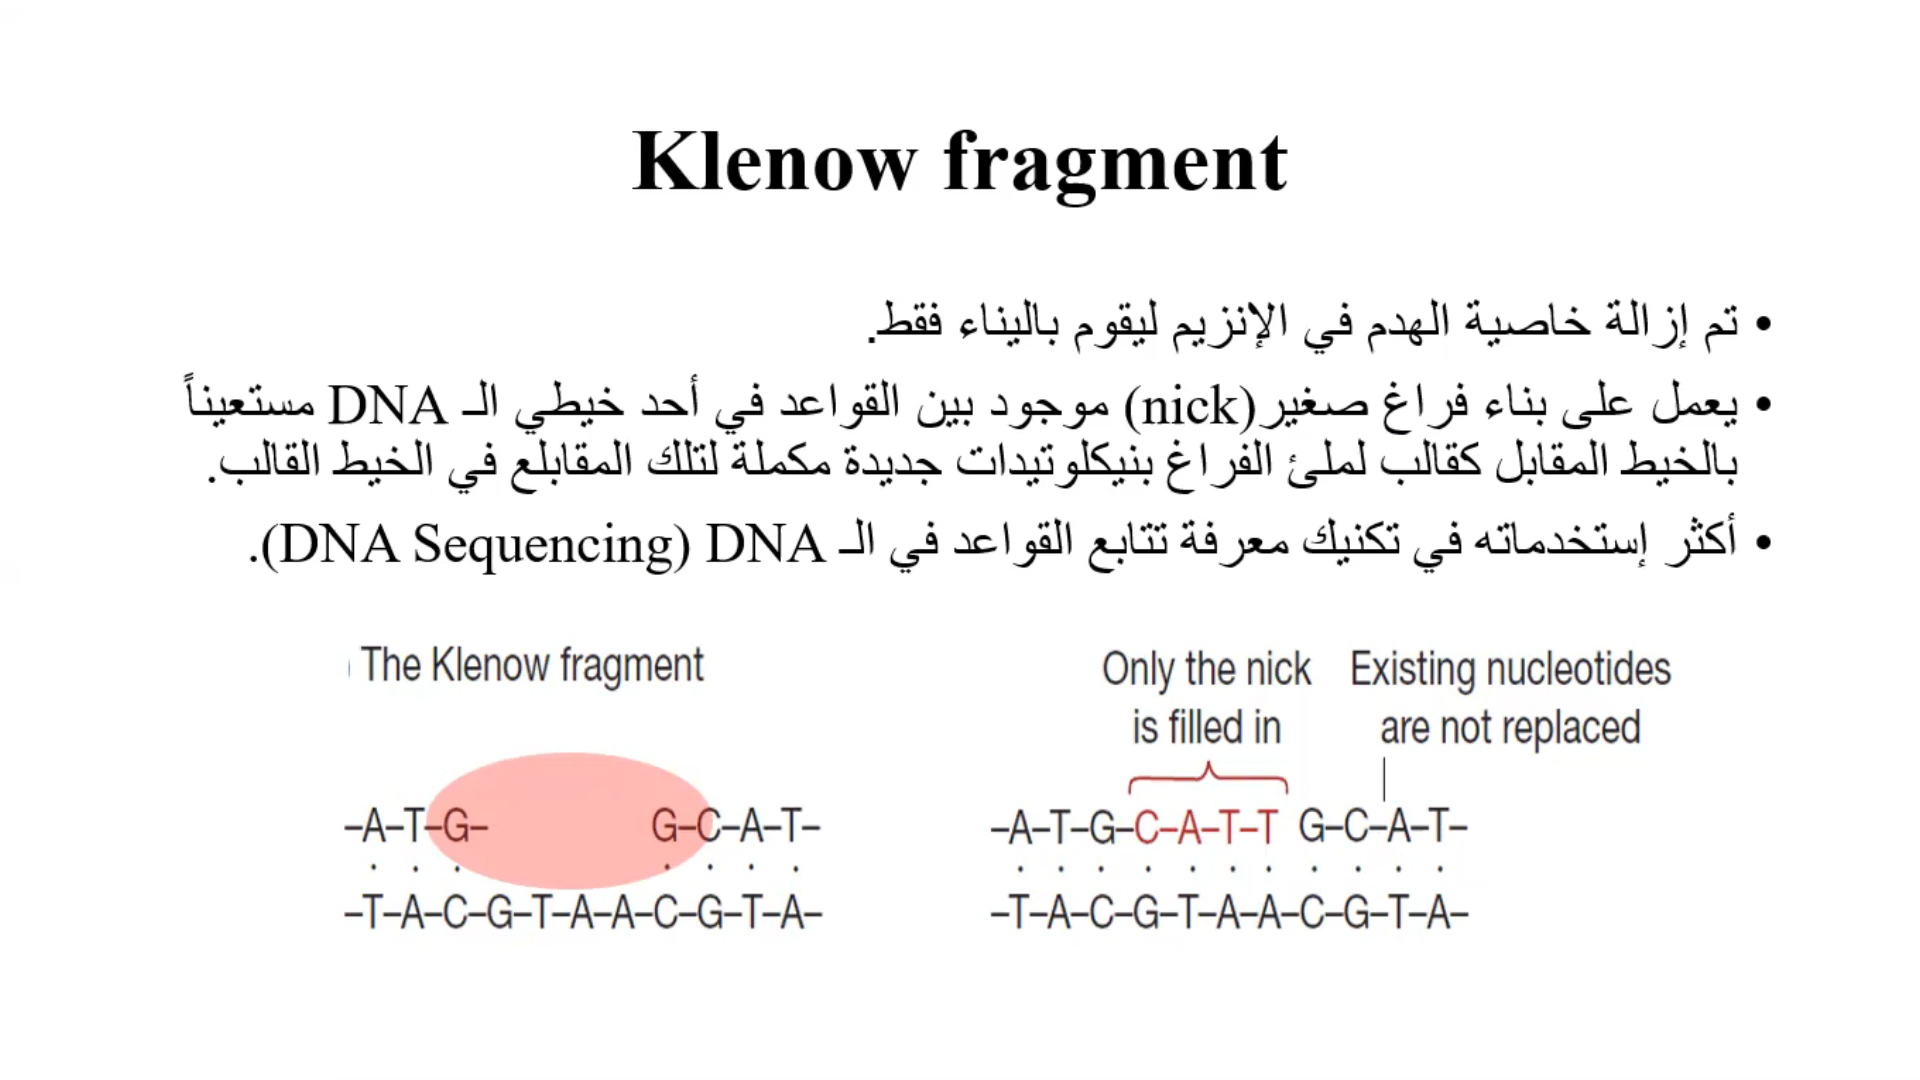 Klenow fragment
• تم إزالة خاصية الهدم في الإنزيم ليقوم بالبناء فقط.
• يعمل على بناء فراغ صغير(nick) موجود بين القواعد في أحد خيطي الـ DNA مستعيناً
بالخيط المقابل كقالب لملئ الفراغ بنيكلوتيدات جديدة مكملة لتلك المقابلع في الخيط القالب.
• أكثر إستخدماته في تكنيك معرفة تتابع القواعد في الـ DNA (DNA Sequencing).
The Klenow fragment
–A–T–G– G–C–A–T–
–T–A–C–G–T–A–A–C–G–T–A–
Only the nick
is filled in
Existing nucleotides
are not replaced
–A–T–G–C–A–T–T G–C–A–T–
–T–A–C–G–T–A–A–C–G–T–A–